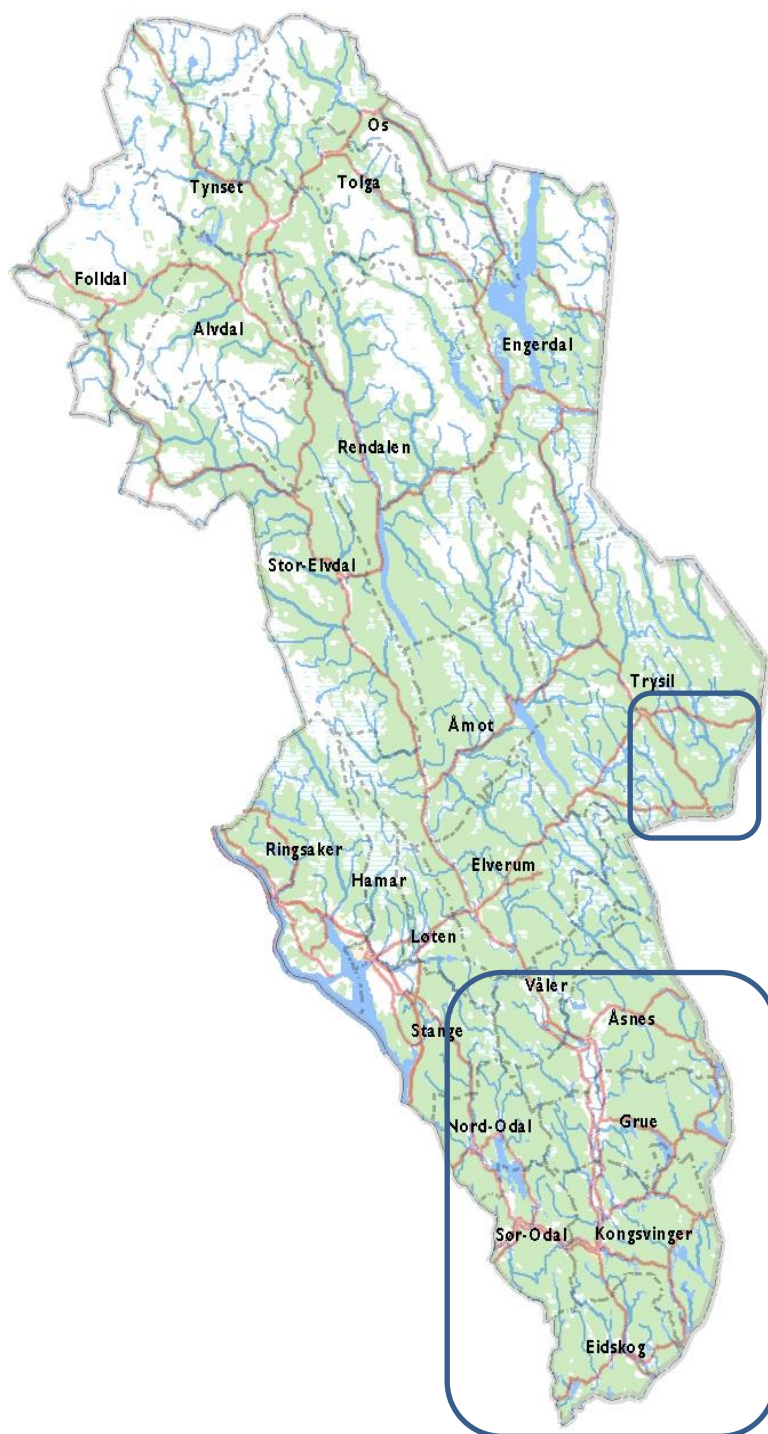 Os
Tynset
Tolga
Folldal
Alvdal
Engerdal
Rendalen
Stor-Elvdal
Trysil
Åmot
Ringsaker
Elverum
Hamar
Løten
Våler
Åsnes
Stange
Nord-Odal
Grue
Sør-Odal
Kongsvinger
Eidskog